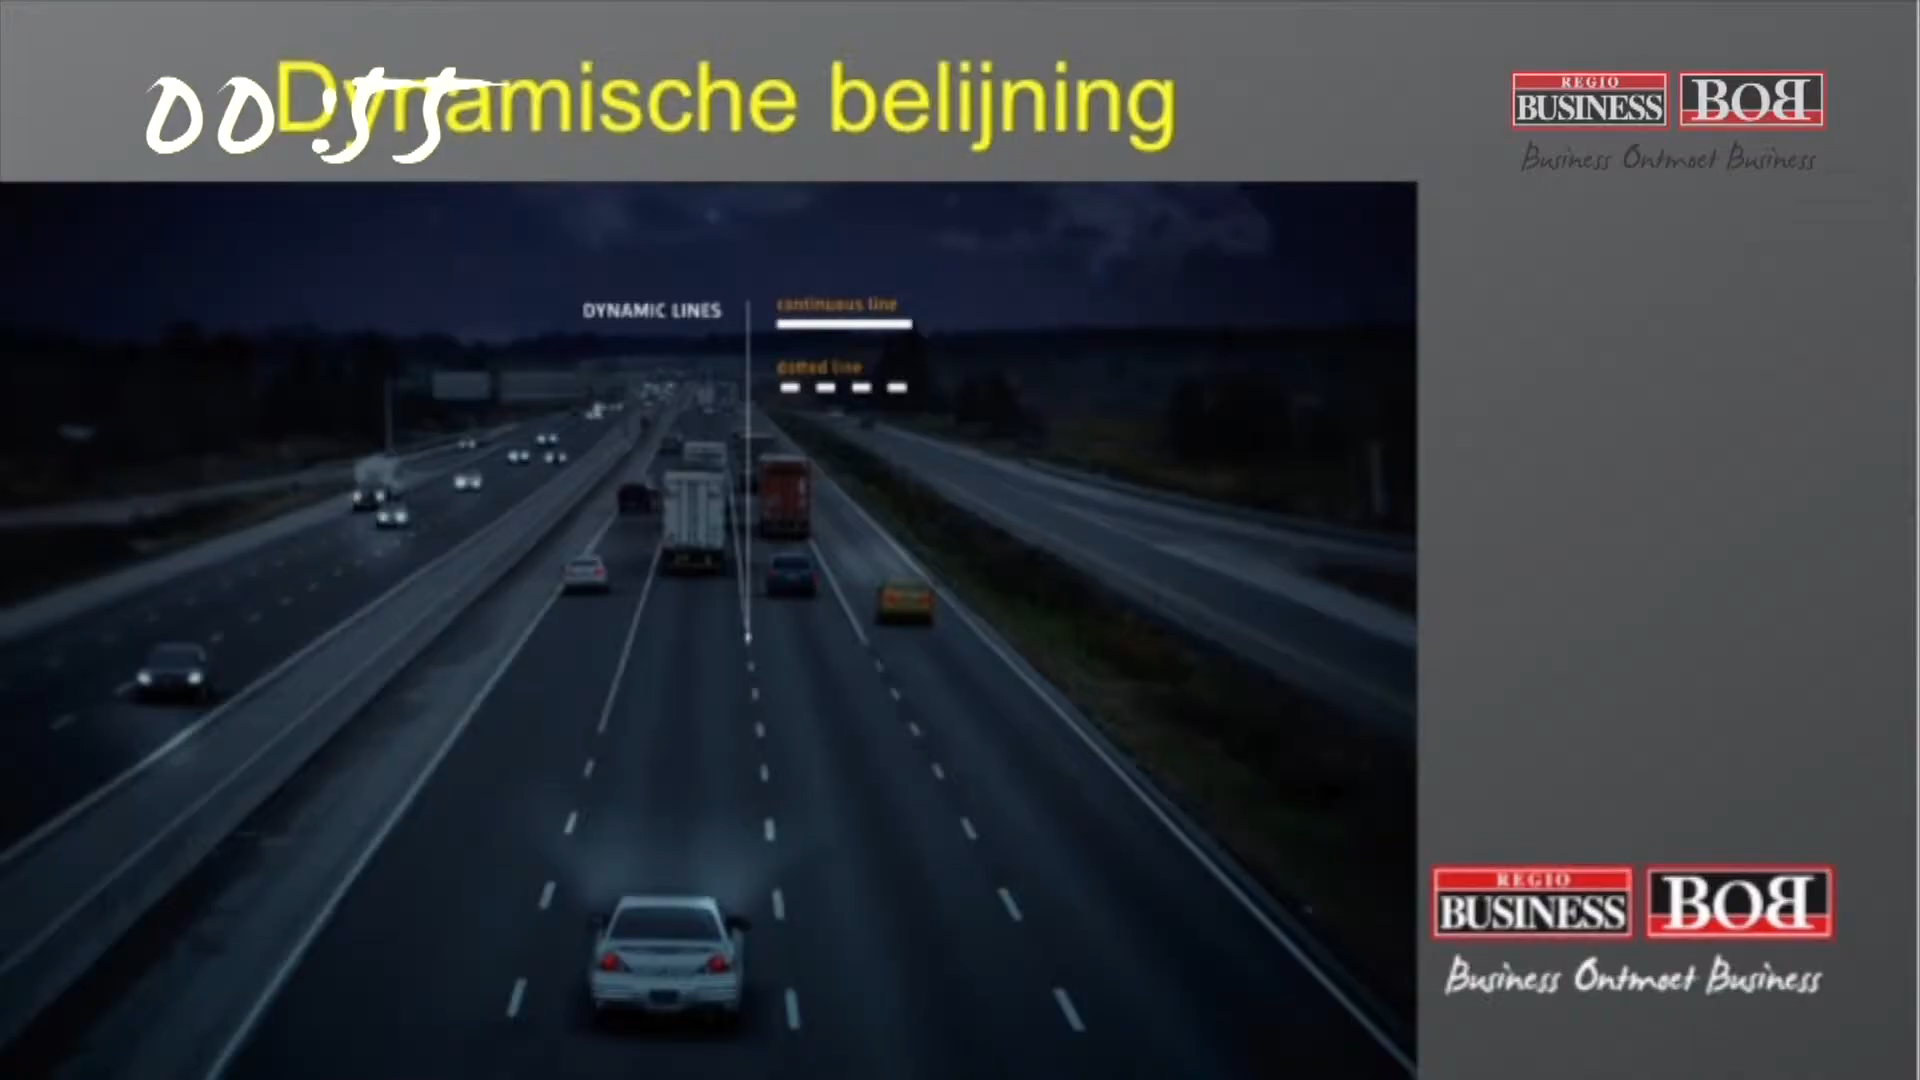 Dynamische belijning
00:55
REGIO
BUSINESS BOB
Business Ontmoet Business
DYNAMIC LINES
continuous line
dotted line
REGIO
BUSINESS BOB
Business Ontmoet Business